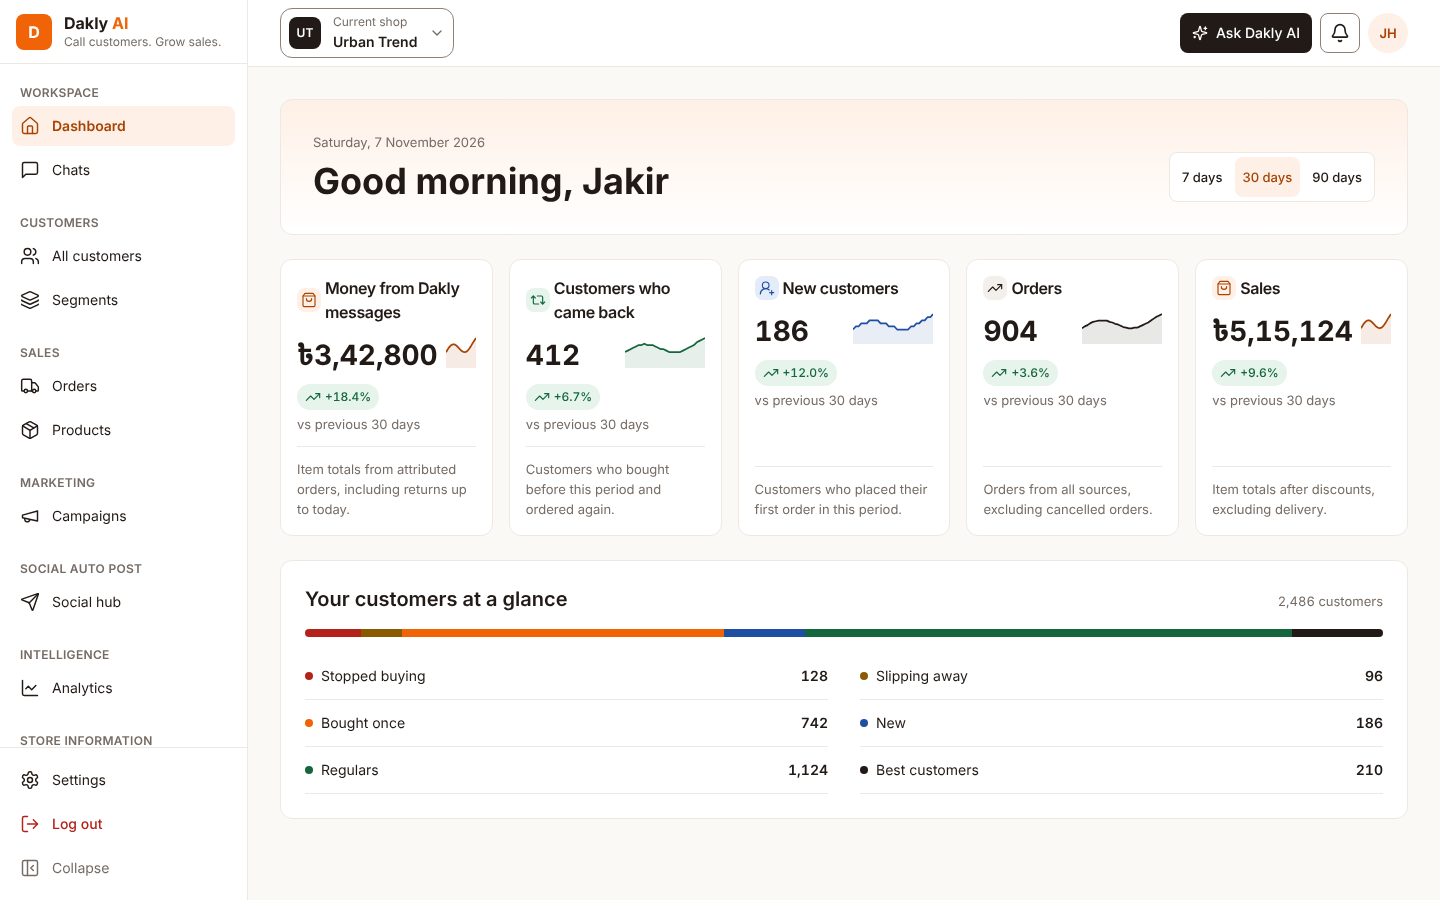 D
Dakly AI
Call customers. Grow sales.
WORKSPACE
Dashboard
Chats
CUSTOMERS
All customers
Segments
SALES
Orders
Products
MARKETING
Campaigns
SOCIAL AUTO POST
Social hub
INTELLIGENCE
Analytics
STORE INFORMATION
Settings
Log out
Collapse
UT
Current shop
Urban Trend
Ask Dakly AI
JH
Saturday, 7 November 2026
Good morning, Jakir
7 days
30 days
90 days
Money from Dakly
messages
৳3,42,800
+18.4%
vs previous 30 days
Item totals from attributed
orders, including returns up
to today.
Customers who
came back
412
+6.7%
vs previous 30 days
Customers who bought
before this period and
ordered again.
New customers
186
+12.0%
vs previous 30 days
Customers who placed their
first order in this period.
Orders
904
+3.6%
vs previous 30 days
Orders from all sources,
excluding cancelled orders.
Sales
৳5,15,124
+9.6%
vs previous 30 days
Item totals after discounts,
excluding delivery.
Your customers at a glance
2,486 customers
Stopped buying 128
Slipping away 96
Bought once 742
New 186
Regulars 1,124
Best customers 210